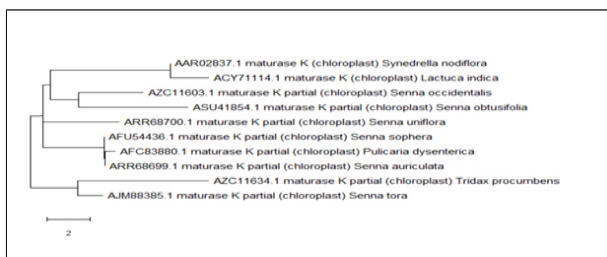 AAR02837.1 maturase K (chloroplast) Synedrella nodiflora
ACY71114.1 maturase K (chloroplast) Lactuca indica
AZC11603.1 maturase K partial (chloroplast) Senna occidentalis
ASU41854.1 maturase K partial (chloroplast) Senna obtusifolia
ARR68700.1 maturase K partial (chloroplast) Senna uniflora
AFU54436.1 maturase K partial (chloroplast) Senna sophera
AFC83880.1 maturase K partial (chloroplast) Pulicaria dysenterica
ARR68699.1 maturase K partial (chloroplast) Senna auriculata
AZC11634.1 maturase K partial (chloroplast) Tridax procumbens
AJM88385.1 maturase K partial (chloroplast) Senna tora
2